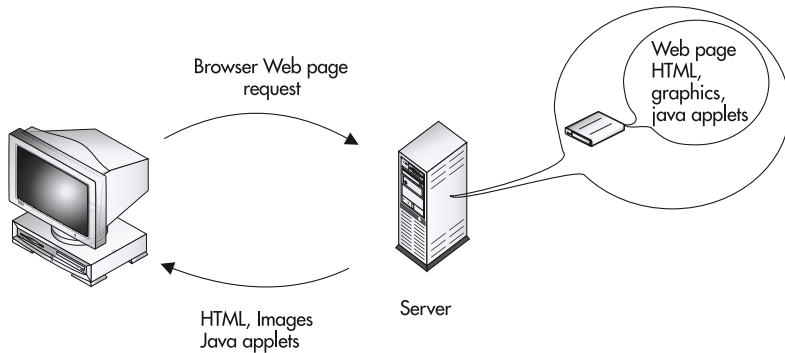 Browser Web page
request
Web page
HTML,
graphics,
java applets
Server
HTML, Images
Java applets